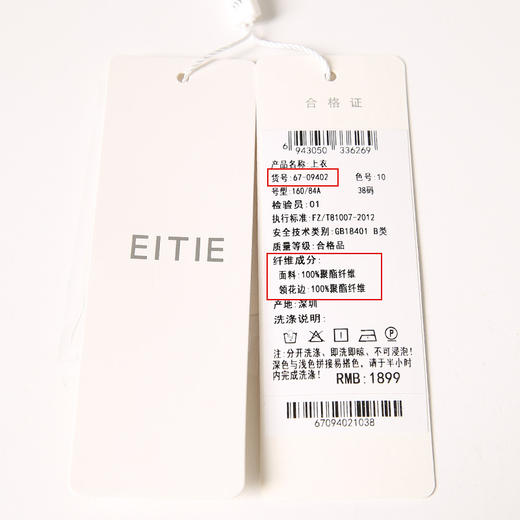 EITIE
合格证
6 943050 336269
产品名称:上衣
货号:67-09402 色号:10
号型:160/84A 38码
检验员:01
执行标准:FZ/T81007-2012
安全技术类别:GB18401 B类
质量等级:合格品
纤维成分:
面料:100%聚酯纤维
领花边:100%聚酯纤维
产地:深圳
洗涤说明:
注:分开洗涤、即洗即晾、不可浸泡!
深色与浅色拼接易搭色,请于半小时
内完成洗涤!
RMB:1899
67094021038